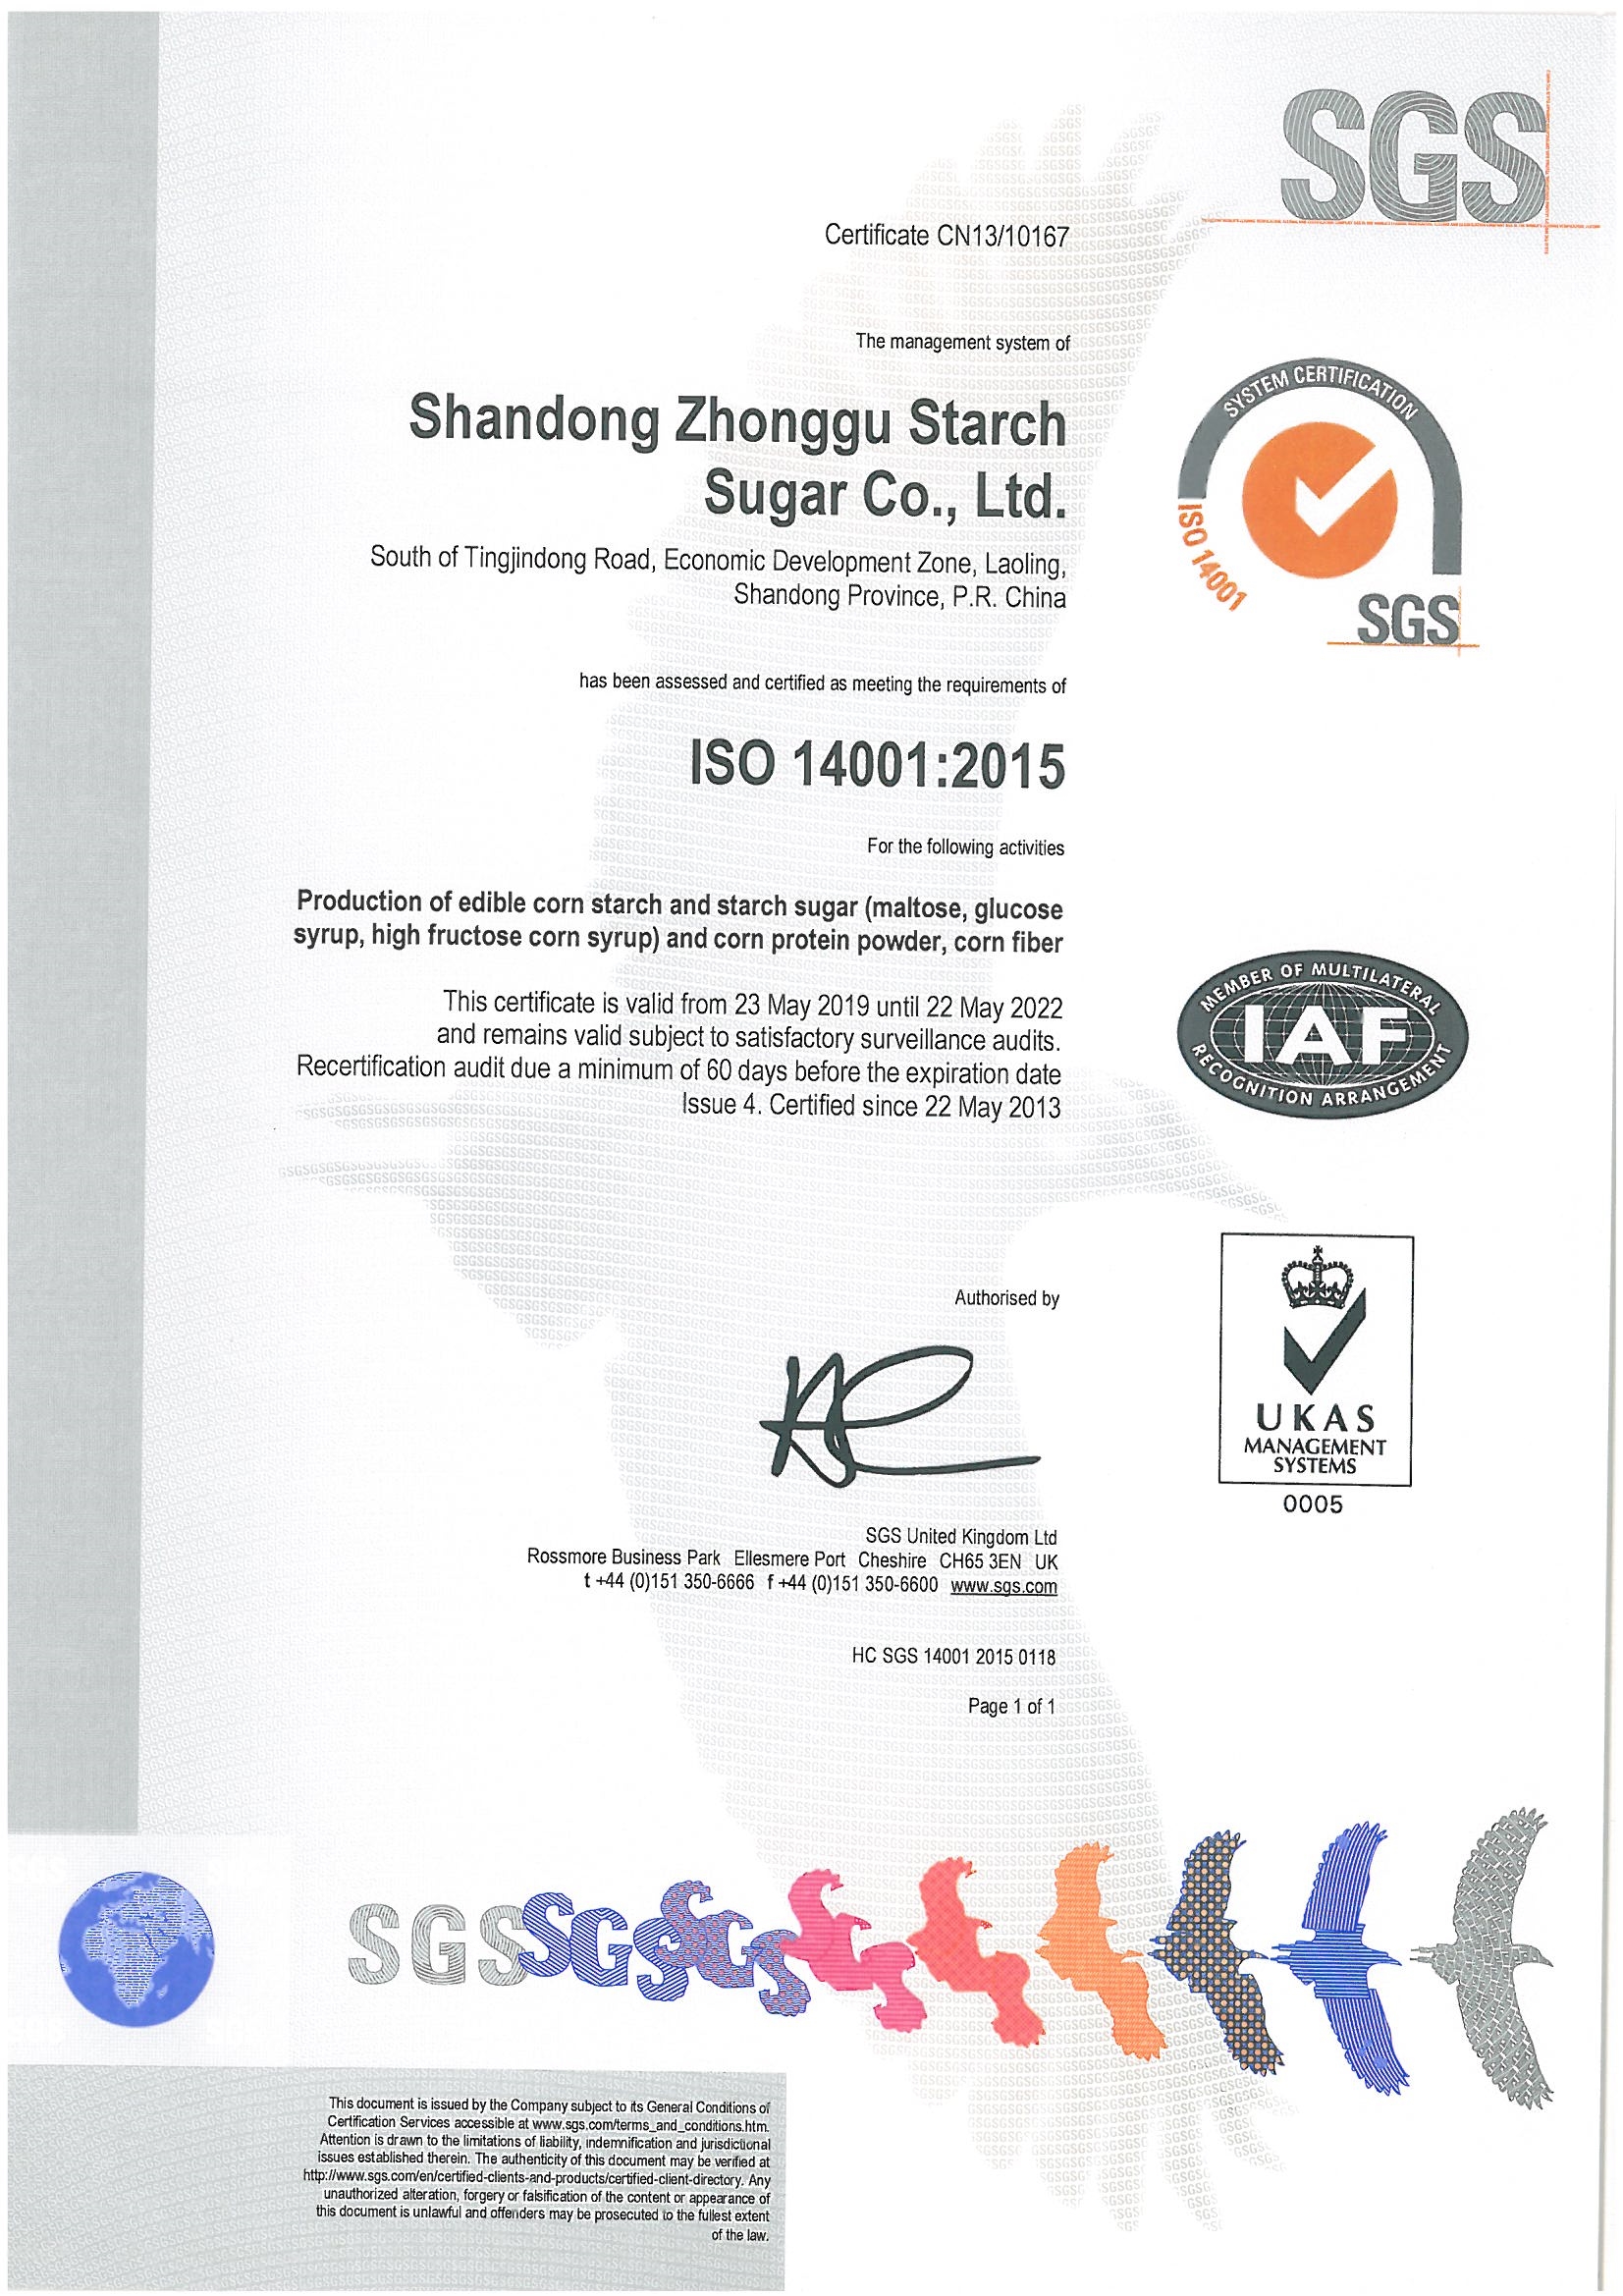 SGS
Certificate CN13/10167
The management system of
Shandong Zhonggu Starch
Sugar Co., Ltd.
South of Tingjindong Road, Economic Development Zone, Laoling,
Shandong Province, P.R. China
SYSTEM CERTIFICATION
ISO 14001
SGS
has been assessed and certified as meeting the requirements of
ISO 14001:2015
For the following activities
Production of edible corn starch and starch sugar (maltose, glucose
syrup, high fructose corn syrup) and corn protein powder, corn fiber
This certificate is valid from 23 May 2019 until 22 May 2022
and remains valid subject to satisfactory surveillance audits.
Recertification audit due a minimum of 60 days before the expiration date
Issue 4. Certified since 22 May 2013
MEMBER OF MULTILATERAL
IAF
RECOGNITION ARRANGEMENT
Authorised by
UKAS
MANAGEMENT
SYSTEMS
0005
SGS United Kingdom Ltd
Rossmore Business Park Ellesmere Port Cheshire CH65 3EN UK
t +44 (0)151 350-6666 f +44 (0)151 350-6600 www.sgs.com
HC SGS 14001 2015 0118
Page 1 of 1
SGS SGS SGS
This document is issued by the Company subject to its General Conditions of
Certification Services accessible at www.sgs.com/terms_and_conditions.htm.
Attention is drawn to the limitations of liability, indemnification and jurisdictional
issues established therein. The authenticity of this document may be verified at
http://www.sgs.com/en/certified-clients-and-products/certified-client-directory. Any
unauthorized alteration, forgery or falsification of the content or appearance of
this document is unlawful and offenders may be prosecuted to the fullest extent
of the law.